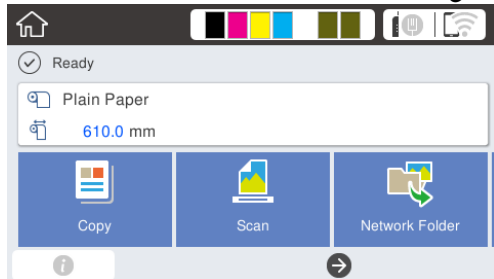 Ready
Plain Paper
610.0 mm
Copy
Scan
Network Folder